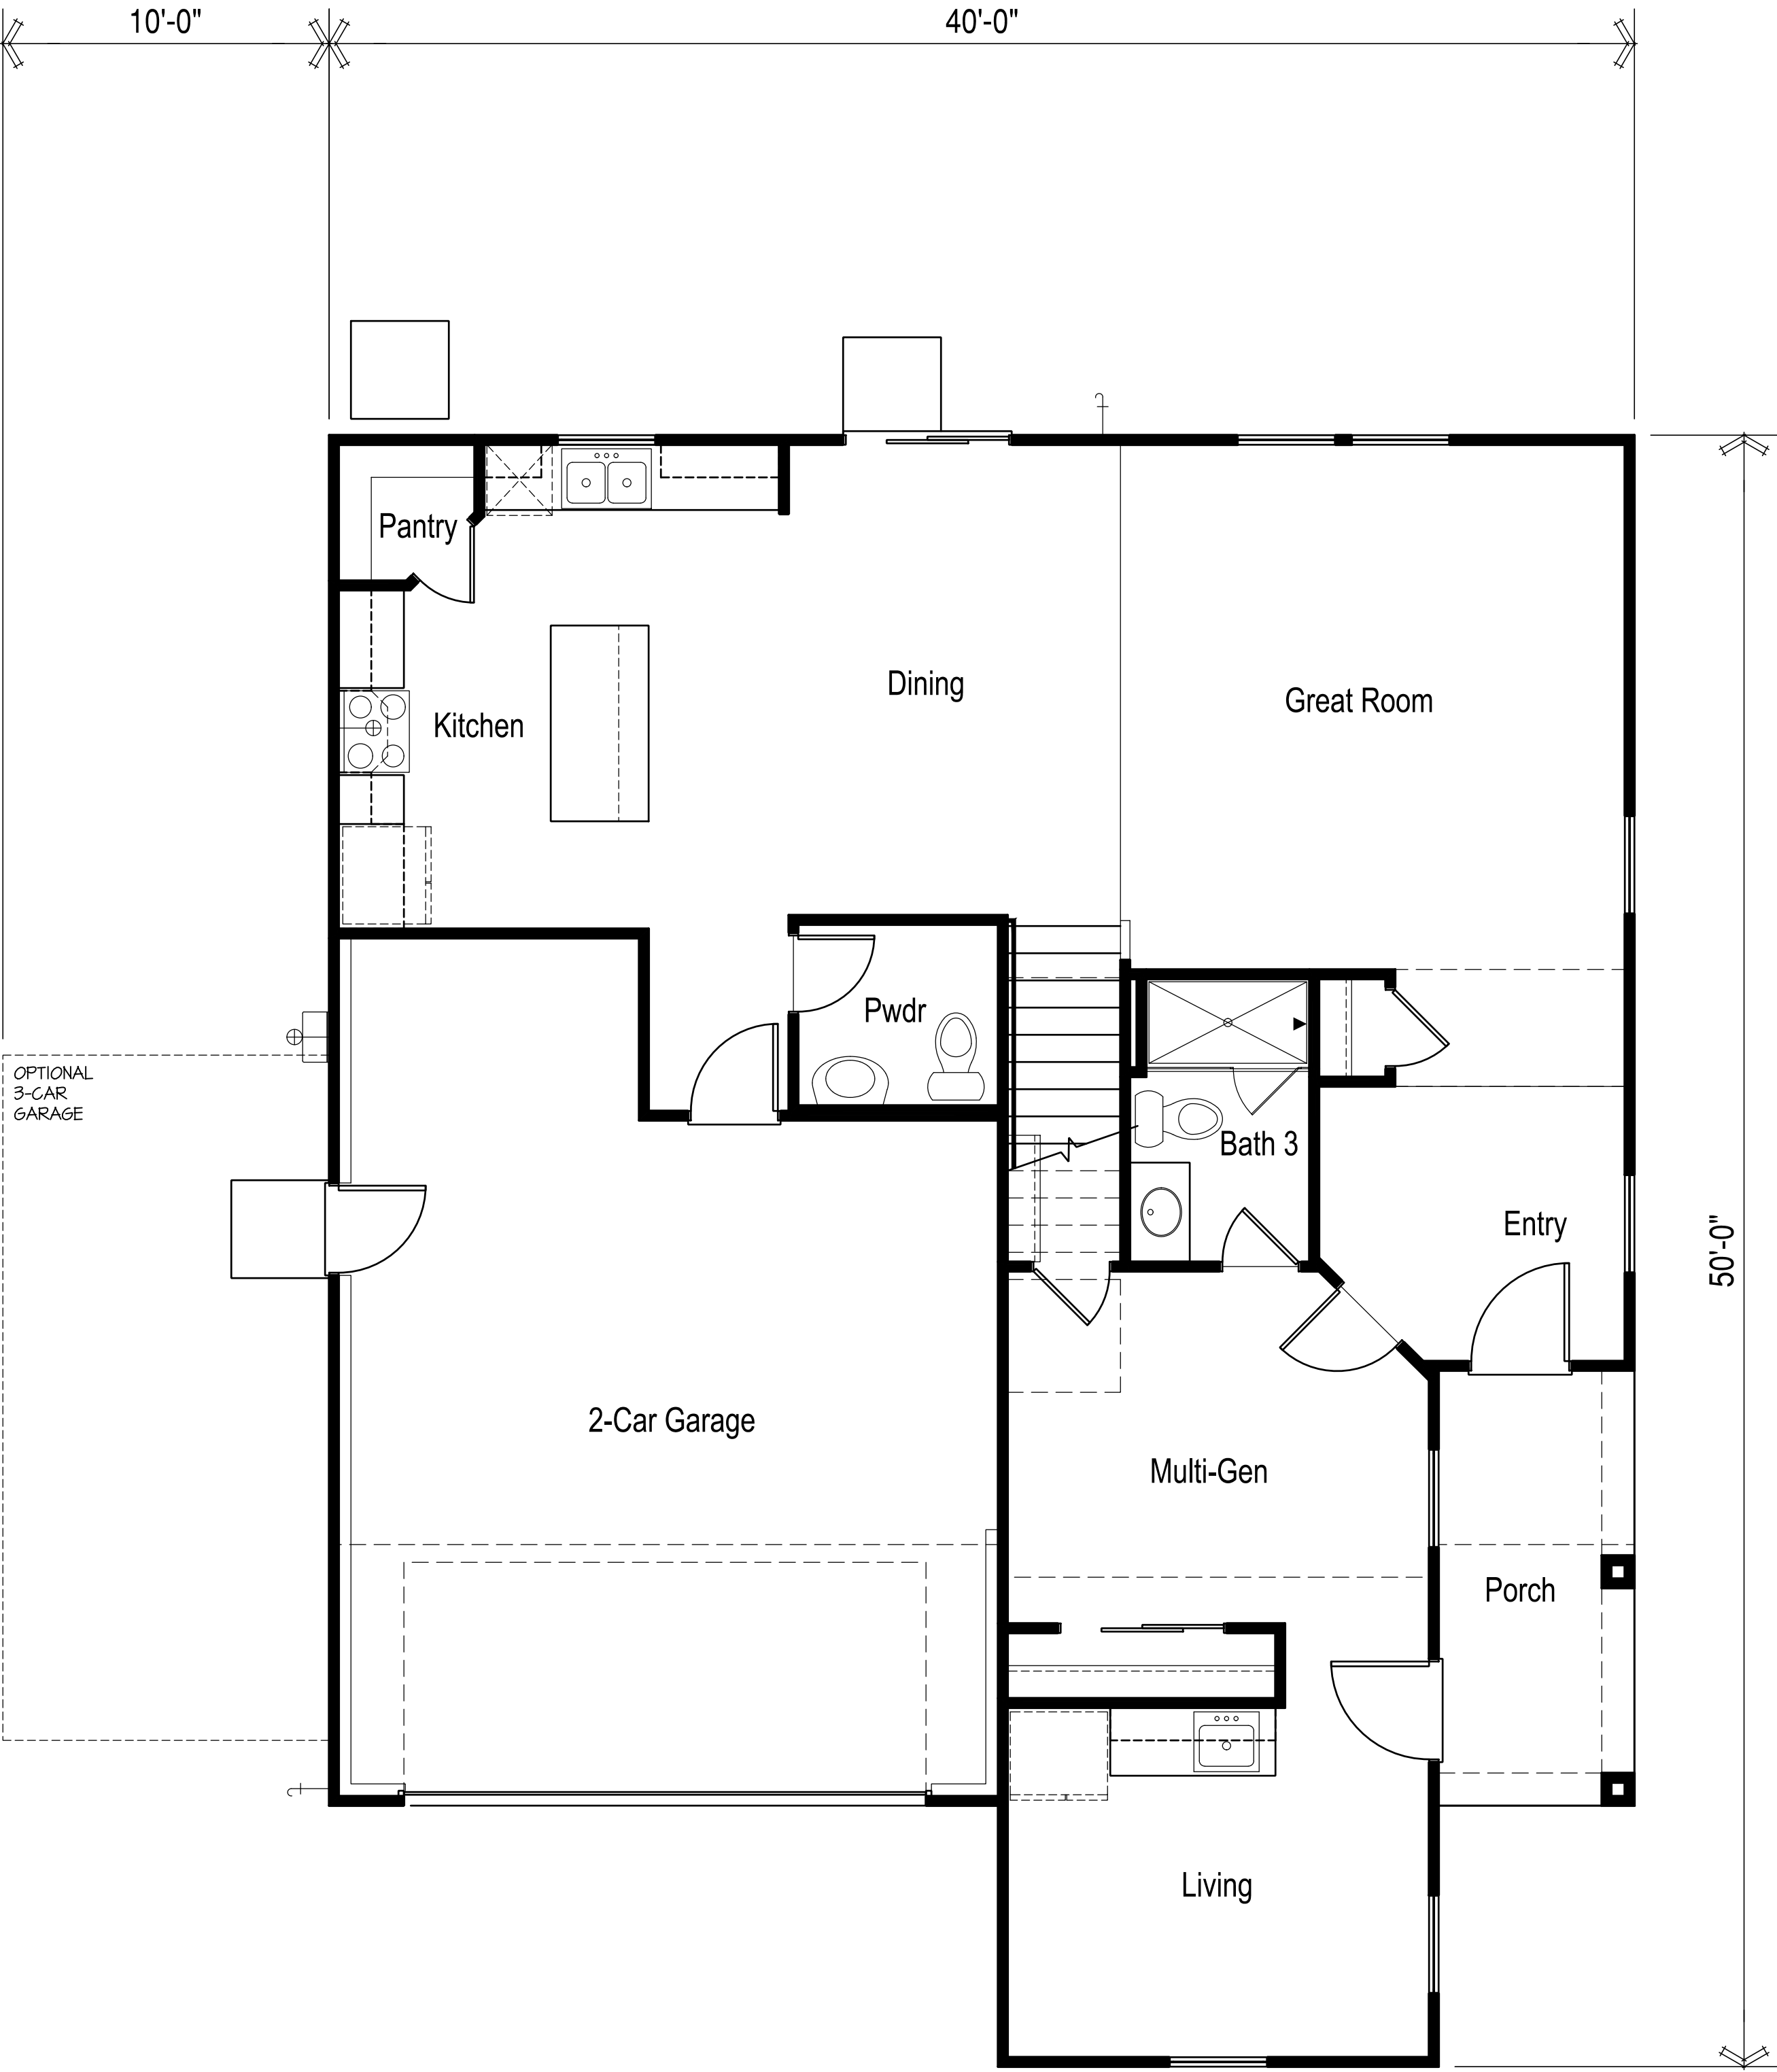 10'-0"
40'-0"
Pantry
Dining
Great Room
Kitchen
Pwdr
OPTIONAL
3-CAR
GARAGE
Bath 3
Entry
50'-0"
2-Car Garage
Multi-Gen
Porch
Living